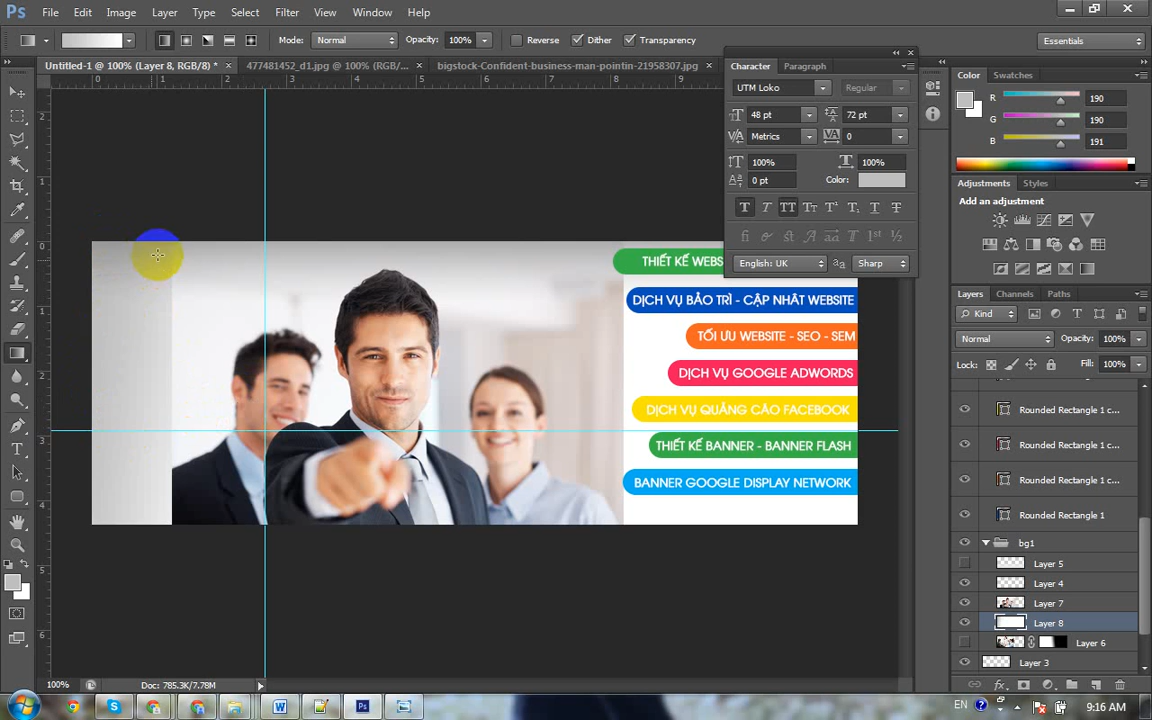 Ps File Edit Image Layer Type Select Filter View Window Help
Mode: Normal Opacity: 100% Reverse Dither Transparency Essentials
Untitled-1 @ 100% (Layer 8, RGB/8) * × 477481452_d1.jpg @ 100% (RGB/... × bigstock-Confident-business-man-pointin-21958307.jpg ×
Character Paragraph
UTM Loko Regular
48 pt 72 pt
Metrics 0
100% 100%
0 pt Color:
English: UK Sharp
Color Swatches
R 190
G 190
B 191
Adjustments Styles
Add an adjustment
Layers Channels Paths
Kind
Normal Opacity: 100%
Lock: Fill: 100%
Rounded Rectangle 1 c...
Rounded Rectangle 1 c...
Rounded Rectangle 1 c...
Rounded Rectangle 1
bg1
Layer 5
Layer 4
Layer 7
Layer 8
Layer 6
Layer 3
THIẾT KẾ WEBS
DỊCH VỤ BẢO TRÌ - CẬP NHÂT WEBSITE
TỐI ƯU WEBSITE - SEO - SEM
DỊCH VỤ GOOGLE ADWORDS
DỊCH VỤ QUẢNG CÁO FACEBOOK
THIẾT KẾ BANNER - BANNER FLASH
BANNER GOOGLE DISPLAY NETWORK
100% Doc: 785.3K/7.78M
EN 9:16 AM